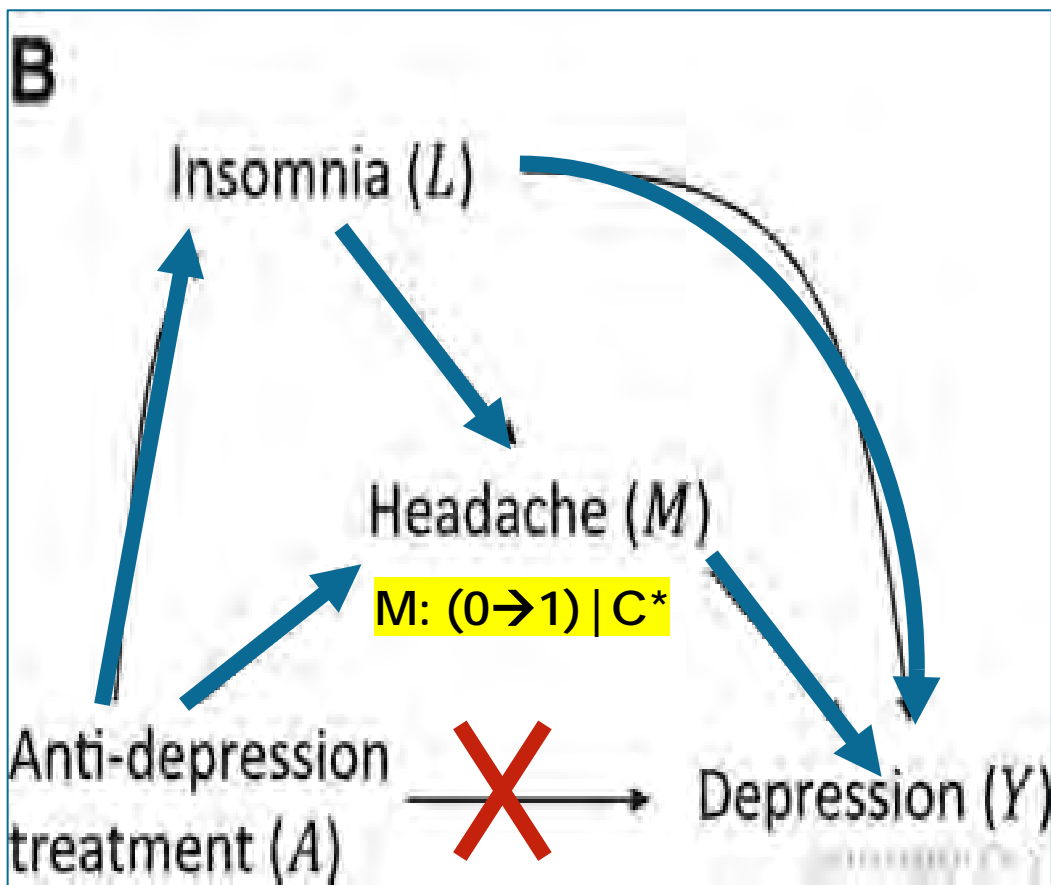 B
Insomnia (L)
Headache (M)
M: (0→1) | C*
Anti-depression
treatment (A)
Depression (Y)